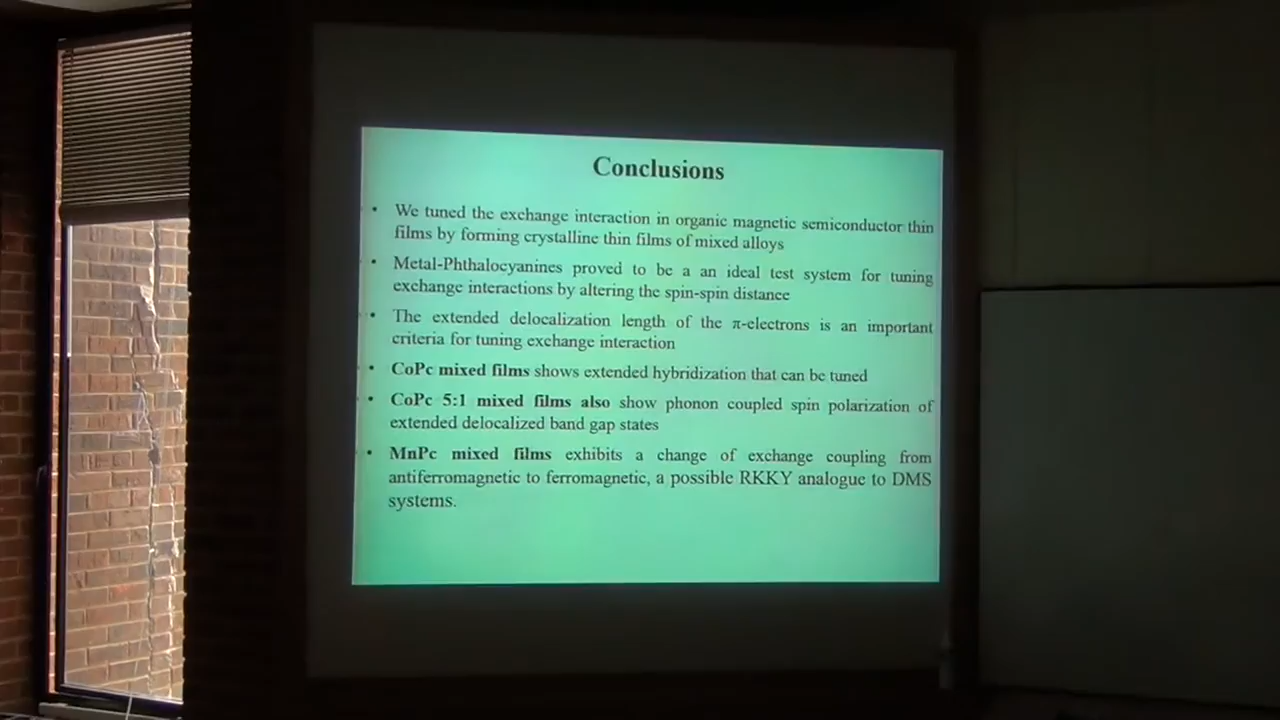 Conclusions
• We tuned the exchange interaction in organic magnetic semiconductor thin
films by forming crystalline thin films of mixed alloys
• Metal-Phthalocyanines proved to be a an ideal test system for tuning
exchange interactions by altering the spin-spin distance
• The extended delocalization length of the π-electrons is an important
criteria for tuning exchange interaction
• CoPc mixed films shows extended hybridization that can be tuned
• CoPc 5:1 mixed films also show phonon coupled spin polarization of
extended delocalized band gap states
• MnPc mixed films exhibits a change of exchange coupling from
antiferromagnetic to ferromagnetic, a possible RKKY analogue to DMS
systems.